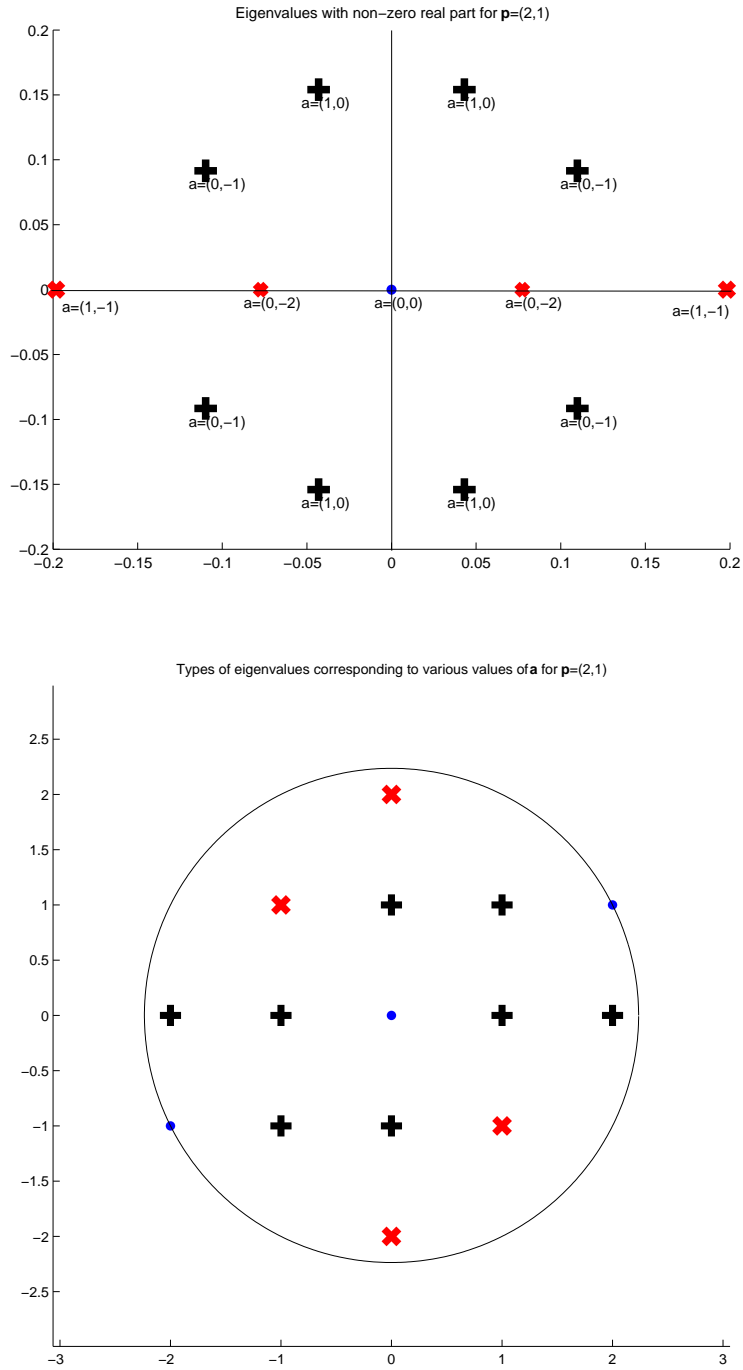 Eigenvalues with non−zero real part for p=(2,1)
0.2
0.15
a=(1,0) a=(1,0)
0.1
a=(0,−1) a=(0,−1)
0.05
0
a=(1,−1) a=(0,−2) a=(0,0) a=(0,−2) a=(1,−1)
−0.05
−0.1
a=(0,−1) a=(0,−1)
−0.15
a=(1,0) a=(1,0)
−0.2
−0.2 −0.15 −0.1 −0.05 0 0.05 0.1 0.15 0.2
Types of eigenvalues corresponding to various values of a for p=(2,1)
2.5
2
1.5
1
0.5
0
−0.5
−1
−1.5
−2
−2.5
−3 −2 −1 0 1 2 3